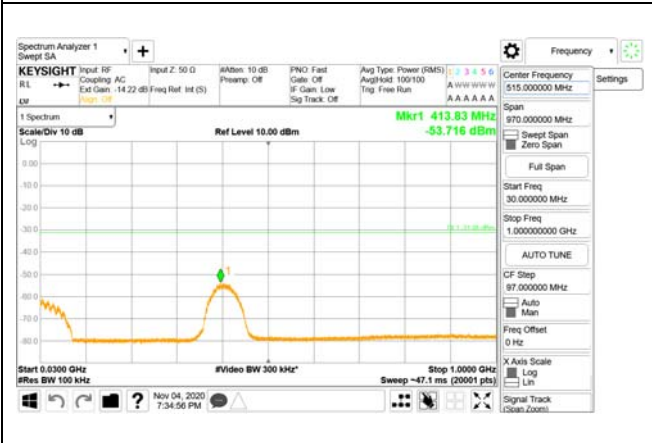 Spectrum Analyzer 1
Swept SA
Frequency
KEYSIGHT
Input: RF
Input Z: 50 Ω
#Atten: 10 dB
PNO: Fast
Avg Type: Power (RMS)
1 2 3 4 5 6
RL
Coupling: AC
Preamp: Off
Gate: Off
Avg|Hold: 100/100
A W W W W W
Ext Gain: -14.22 dB
Freq Ref: Int (S)
IF Gain: Low
Trig: Free Run
Align: Off
Sig Track: Off
A A A A A A
1 Spectrum
Mkr1 413.83 MHz
Scale/Div 10 dB
Ref Level 10.00 dBm
-53.716 dBm
Log
0.00
-10.0
-20.0
-30.0
-40.0
-50.0
1
-60.0
-70.0
-80.0
Start 0.0300 GHz
#Video BW 300 kHz*
Stop 1.0000 GHz
#Res BW 100 kHz
Sweep ~47.1 ms (20001 pts)
?
Nov 04, 2020
7:34:56 PM
Center Frequency
515.000000 MHz
Settings
Span
970.000000 MHz
Swept Span
Zero Span
Full Span
Start Freq
30.000000 MHz
Stop Freq
1.000000000 GHz
AUTO TUNE
CF Step
97.000000 MHz
Auto
Man
Freq Offset
0 Hz
X Axis Scale
Log
Lin
Signal Track
(Span Zoom)